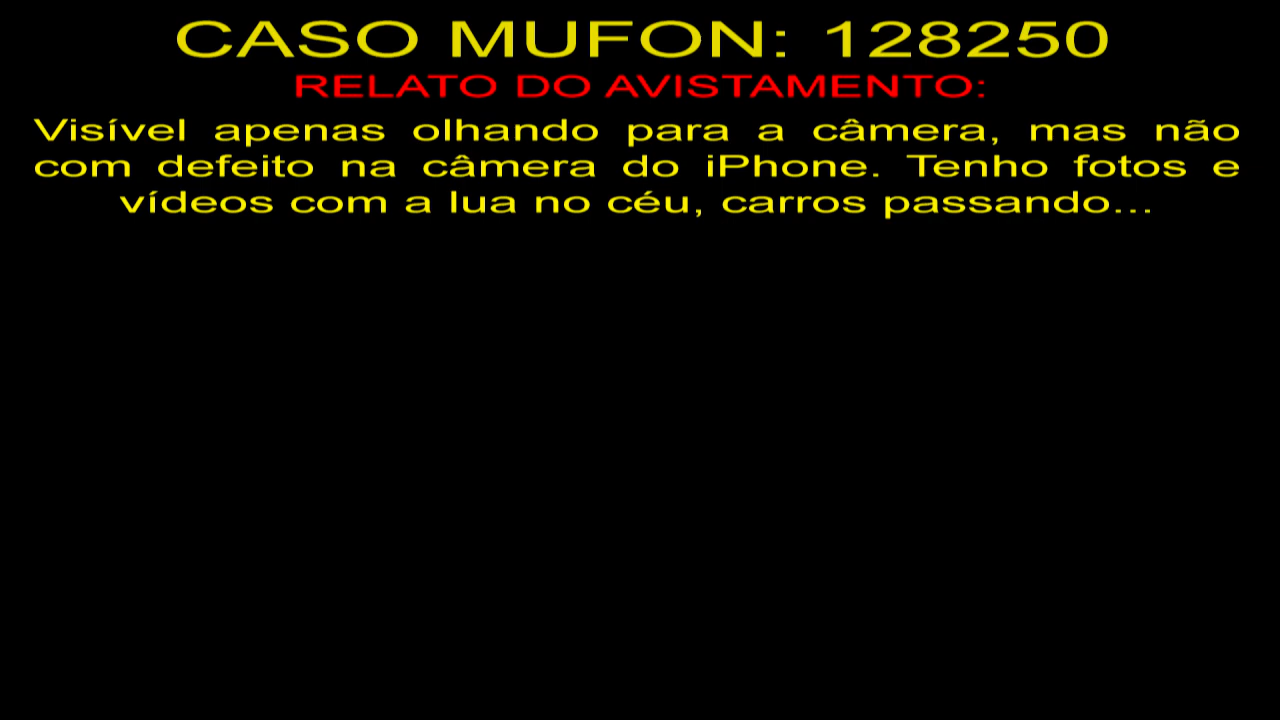 CASO MUFON: 128250
RELATO DO AVISTAMENTO:
Visível apenas olhando para a câmera, mas não
com defeito na câmera do iPhone. Tenho fotos e
vídeos com a lua no céu, carros passando...